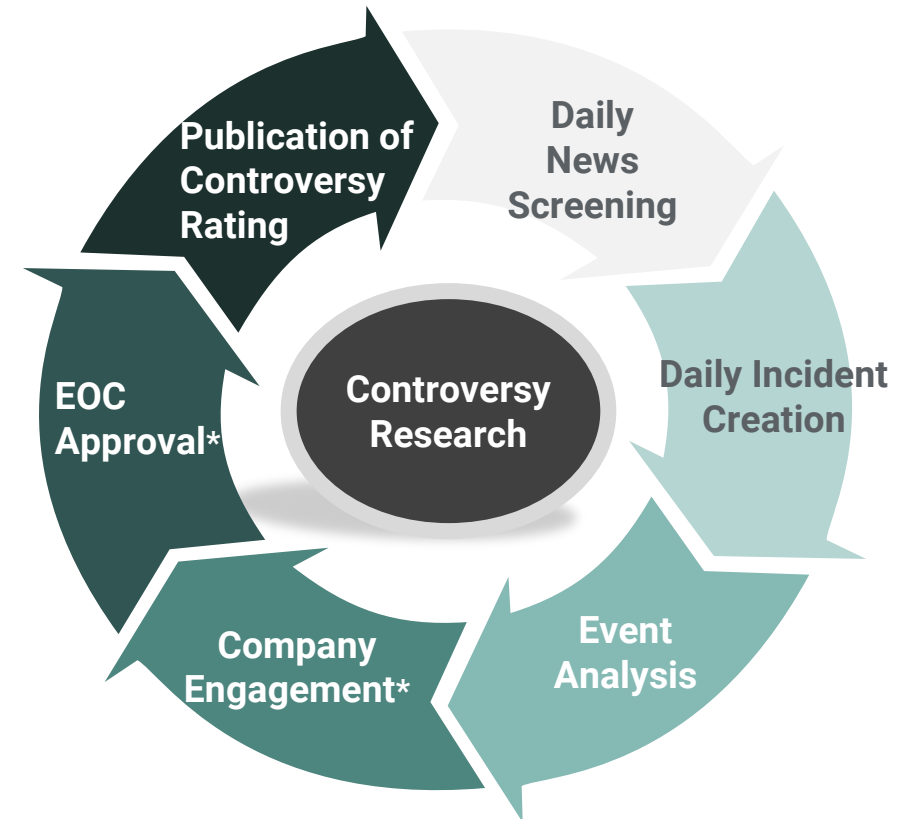 Daily
News
Screening
Daily Incident
Creation
Event
Analysis
Company
Engagement*
EOC
Approval*
Publication of
Controversy
Rating
Controversy
Research